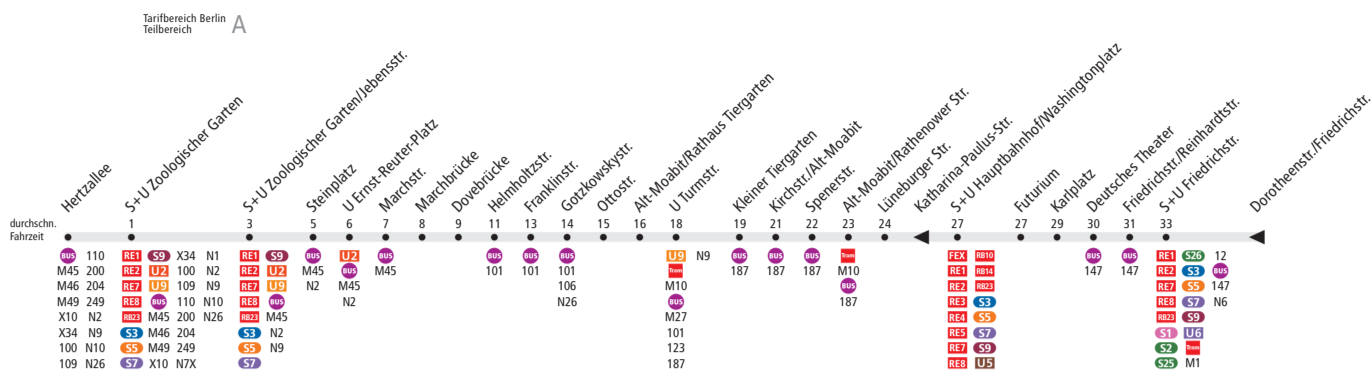 Tarifbereich Berlin
Teilbereich A
Hertzallee
S+U Zoologischer Garten
S+U Zoologischer Garten/Jebensstr.
Steinplatz
U Ernst-Reuter-Platz
Marchstr.
Marchbrücke
Dovebrücke
Helmholtzstr.
Franklinstr.
Gotzkowskystr.
Ottostr.
Alt-Moabit/Rathaus Tiergarten
U Turmstr.
Kleiner Tiergarten
Kirchstr./Alt-Moabit
Spenerstr.
Alt-Moabit/Rathenower Str.
Lüneburger Str.
Katharina-Paulus-Str.
S+U Hauptbahnhof/Washingtonplatz
Futurium
Karlplatz
Deutsches Theater
Friedrichstr./Reinhardtstr.
S+U Friedrichstr.
Dorotheenstr./Friedrichstr.
durchschn. 1 3 5 6 7 8 9 11 13 14 15 16 18 19 21 22 23 24 27 27 29 30 31 33
Fahrzeit
BUS 110 RE1 S9 X34 N1 RE1 S9 BUS U2 BUS BUS BUS BUS U9 N9 BUS BUS BUS Tram FEX RB10 BUS BUS RE1 S26 12
M45 200 RE2 U2 100 N2 RE2 U2 M45 BUS M45 101 101 101 Tram 187 187 187 M10 RE1 RB14 147 147 RE2 S3 BUS
M46 204 RE7 U9 109 N9 RE7 U9 N2 M45 106 M10 BUS RE2 RB23 RE7 S5 147
M49 249 RE8 BUS 110 N10 RE8 BUS N2 N26 BUS 187 RE3 S3 RE8 S7 N6
X10 N2 RB23 M45 200 N26 RB23 M45 M27 RE4 S5 RB23 S9
X34 N9 S3 M46 204 S3 N2 101 RE5 S7 S1 U6
100 N10 S5 M49 249 S5 N9 123 RE7 S9 S2 Tram
109 N26 S7 X10 N7X S7 187 RE8 U5 S25 M1